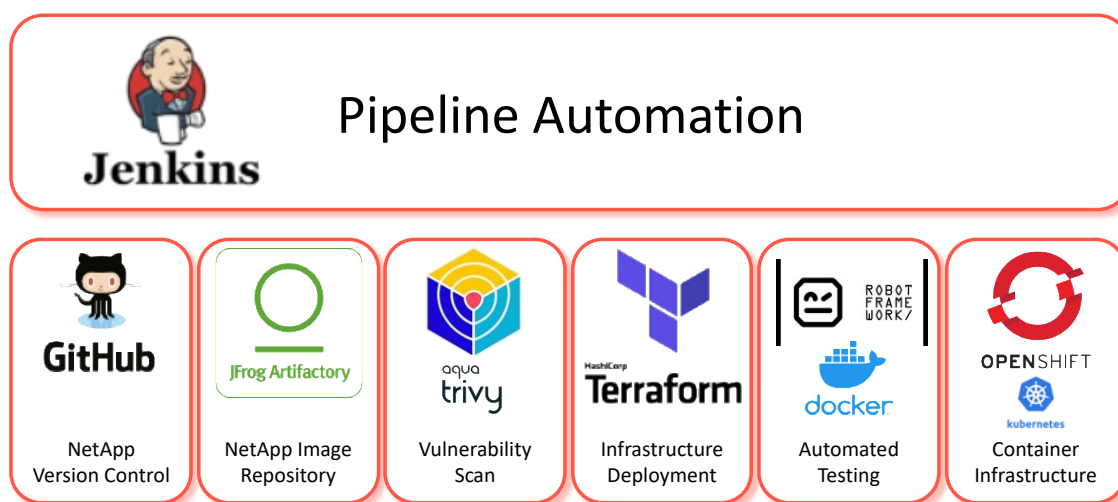 Jenkins
Pipeline Automation
GitHub
NetApp
Version Control
JFrog Artifactory
NetApp Image
Repository
aqua
trivy
Vulnerability
Scan
HashiCorp
Terraform
Infrastructure
Deployment
ROBOT
FRAME
WORK/
docker
Automated
Testing
OPENSHIFT
kubernetes
Container
Infrastructure